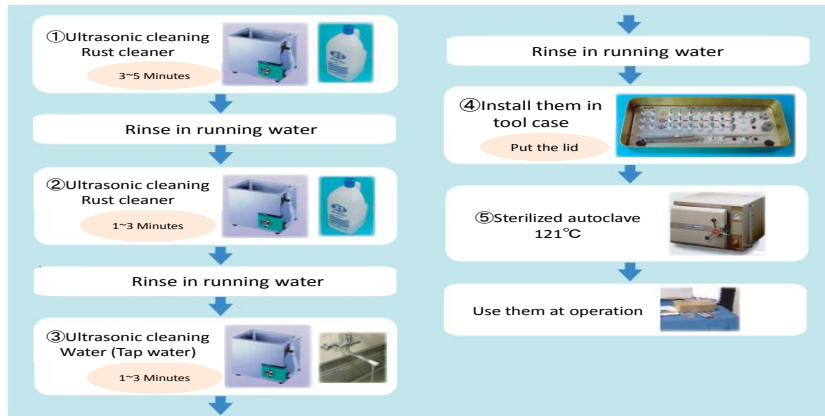 ①Ultrasonic cleaning
Rust cleaner
3~5 Minutes
Rinse in running water
②Ultrasonic cleaning
Rust cleaner
1~3 Minutes
Rinse in running water
③Ultrasonic cleaning
Water (Tap water)
1~3 Minutes
Rinse in running water
④Install them in
tool case
Put the lid
⑤Sterilized autoclave
121℃
Use them at operation